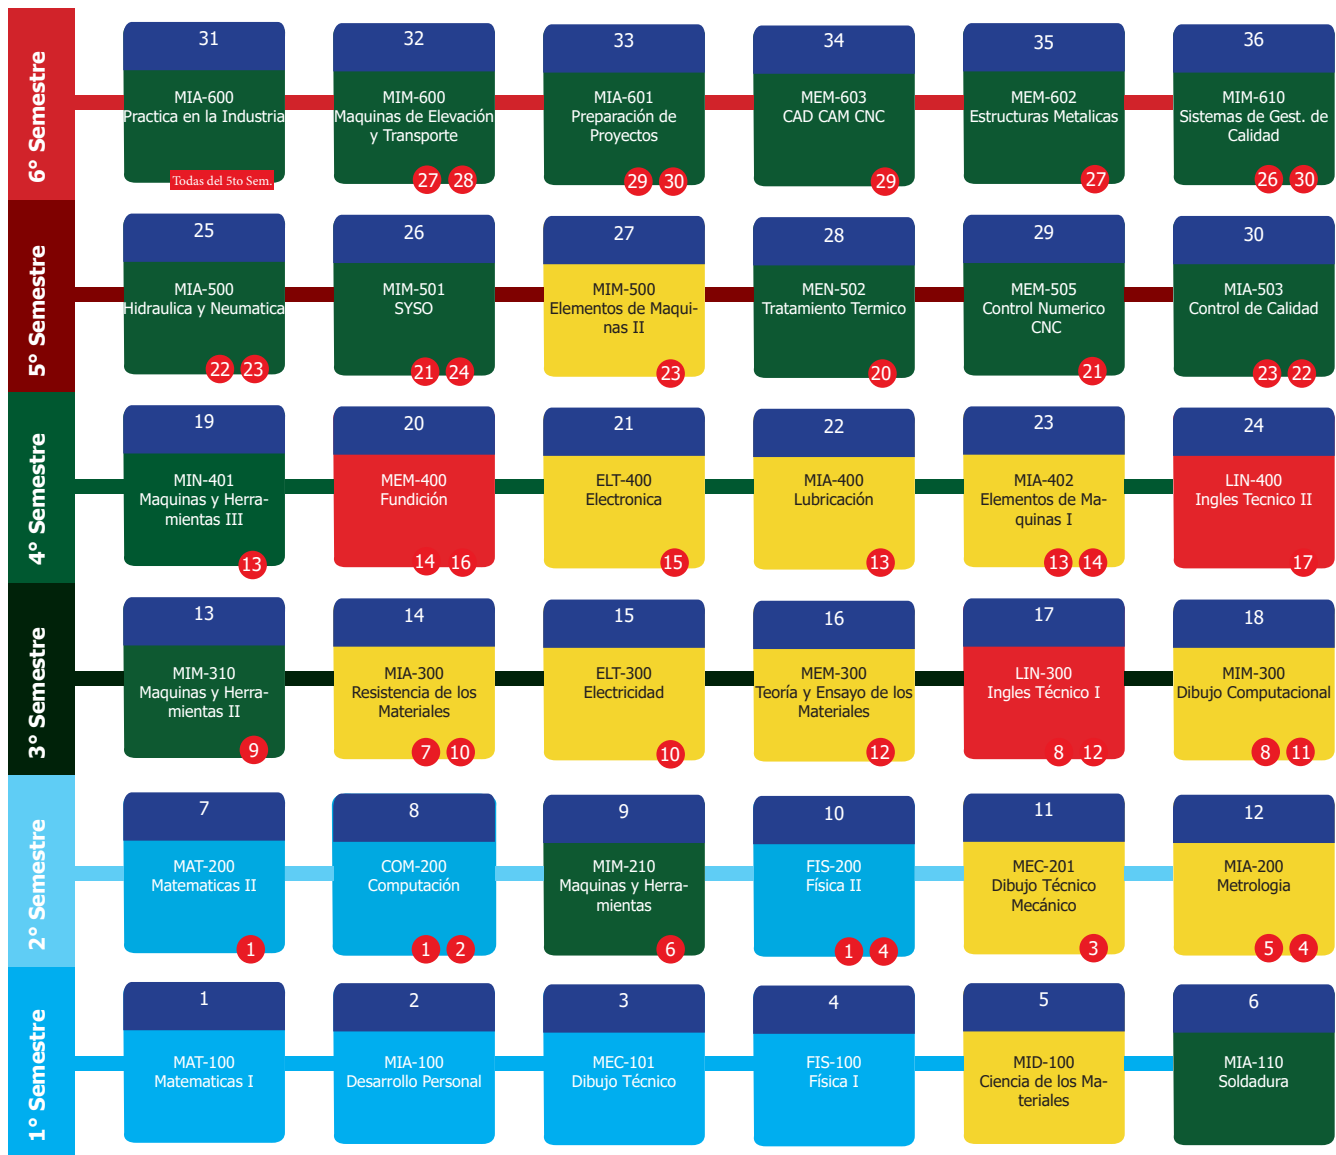 6° Semestre
31
MIA-600
Practica en la Industria
Todas del 5to Sem.
32
MIM-600
Maquinas de Elevación
y Transporte
27 28
33
MIA-601
Preparación de
Proyectos
29 30
34
MEM-603
CAD CAM CNC
29
35
MEM-602
Estructuras Metalicas
27
36
MIM-610
Sistemas de Gest. de
Calidad
26 30
5° Semestre
25
MIA-500
Hidraulica y Neumatica
22 23
26
MIM-501
SYSO
21 24
27
MIM-500
Elementos de Maqui-
nas II
23
28
MEN-502
Tratamiento Termico
20
29
MEM-505
Control Numerico
CNC
21
30
MIA-503
Control de Calidad
23 22
4° Semestre
19
MIN-401
Maquinas y Herra-
mientas III
13
20
MEM-400
Fundición
14 16
21
ELT-400
Electronica
15
22
MIA-400
Lubricación
13
23
MIA-402
Elementos de Ma-
quinas I
13 14
24
LIN-400
Ingles Tecnico II
17
3° Semestre
13
MIM-310
Maquinas y Herra-
mientas II
9
14
MIA-300
Resistencia de los
Materiales
7 10
15
ELT-300
Electricidad
10
16
MEM-300
Teoría y Ensayo de los
Materiales
12
17
LIN-300
Ingles Técnico I
8 12
18
MIM-300
Dibujo Computacional
8 11
2° Semestre
7
MAT-200
Matematicas II
1
8
COM-200
Computación
1 2
9
MIM-210
Maquinas y Herra-
mientas
6
10
FIS-200
Física II
1 4
11
MEC-201
Dibujo Técnico
Mecánico
3
12
MIA-200
Metrologia
5 4
1° Semestre
1
MAT-100
Matematicas I
2
MIA-100
Desarrollo Personal
3
MEC-101
Dibujo Técnico
4
FIS-100
Física I
5
MID-100
Ciencia de los Ma-
teriales
6
MIA-110
Soldadura